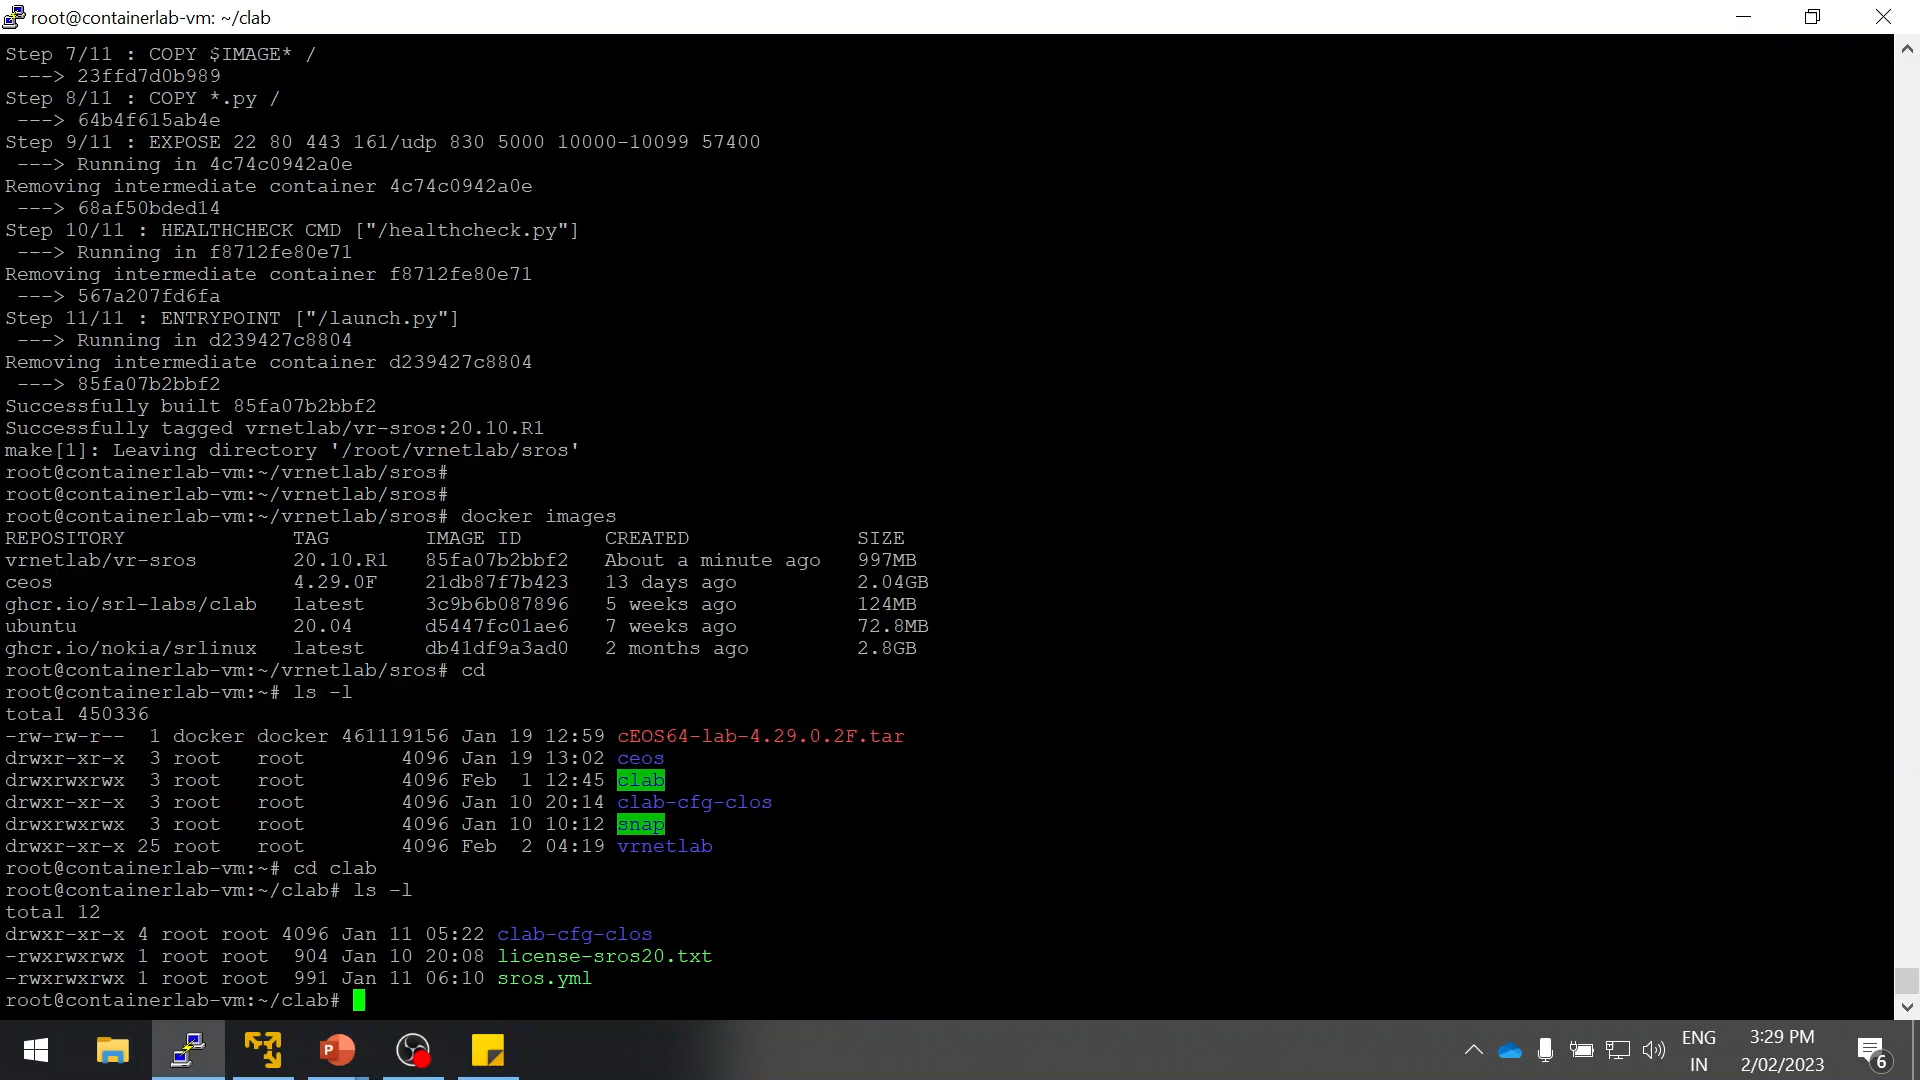 root@containerlab-vm: ~/clab
Step 7/11 : COPY $IMAGE* /
 ---> 23ffd7d0b989
Step 8/11 : COPY *.py /
 ---> 64b4f615ab4e
Step 9/11 : EXPOSE 22 80 443 161/udp 830 5000 10000-10099 57400
 ---> Running in 4c74c0942a0e
Removing intermediate container 4c74c0942a0e
 ---> 68af50bded14
Step 10/11 : HEALTHCHECK CMD ["/healthcheck.py"]
 ---> Running in f8712fe80e71
Removing intermediate container f8712fe80e71
 ---> 567a207fd6fa
Step 11/11 : ENTRYPOINT ["/launch.py"]
 ---> Running in d239427c8804
Removing intermediate container d239427c8804
 ---> 85fa07b2bbf2
Successfully built 85fa07b2bbf2
Successfully tagged vrnetlab/vr-sros:20.10.R1
make[1]: Leaving directory '/root/vrnetlab/sros'
root@containerlab-vm:~/vrnetlab/sros#
root@containerlab-vm:~/vrnetlab/sros#
root@containerlab-vm:~/vrnetlab/sros# docker images
REPOSITORY              TAG        IMAGE ID       CREATED              SIZE
vrnetlab/vr-sros        20.10.R1   85fa07b2bbf2   About a minute ago   997MB
ceos                    4.29.0F    21db87f7b423   13 days ago          2.04GB
ghcr.io/srl-labs/clab   latest     3c9b6b087896   5 weeks ago          124MB
ubuntu                  20.04      d5447fc01ae6   7 weeks ago          72.8MB
ghcr.io/nokia/srlinux   latest     db41df9a3ad0   2 months ago         2.8GB
root@containerlab-vm:~/vrnetlab/sros# cd
root@containerlab-vm:~# ls -l
total 450336
-rw-rw-r--  1 docker docker 461119156 Jan 19 12:59 cEOS64-lab-4.29.0.2F.tar
drwxr-xr-x  3 root   root        4096 Jan 19 13:02 ceos
drwxrwxrwx  3 root   root        4096 Feb  1 12:45 clab
drwxr-xr-x  3 root   root        4096 Jan 10 20:14 clab-cfg-clos
drwxrwxrwx  3 root   root        4096 Jan 10 10:12 snap
drwxr-xr-x 25 root   root        4096 Feb  2 04:19 vrnetlab
root@containerlab-vm:~# cd clab
root@containerlab-vm:~/clab# ls -l
total 12
drwxr-xr-x 4 root root 4096 Jan 11 05:22 clab-cfg-clos
-rwxrwxrwx 1 root root  904 Jan 10 20:08 license-sros20.txt
-rwxrwxrwx 1 root root  991 Jan 11 06:10 sros.yml
root@containerlab-vm:~/clab#
P
ENG
IN
3:29 PM
2/02/2023
6